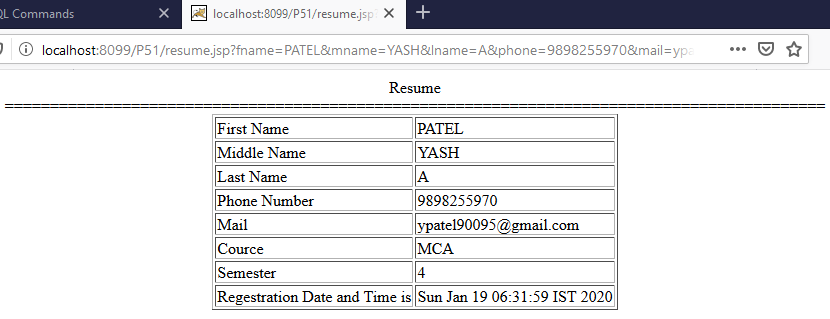 QL Commands
localhost:8099/P51/resume.jsp?
localhost:8099/P51/resume.jsp?fname=PATEL&mname=YASH&lname=A&phone=9898255970&mail=ypa
Resume
===========================================================================================
First Name PATEL
Middle Name YASH
Last Name A
Phone Number 9898255970
Mail ypatel90095@gmail.com
Cource MCA
Semester 4
Regestration Date and Time is Sun Jan 19 06:31:59 IST 2020